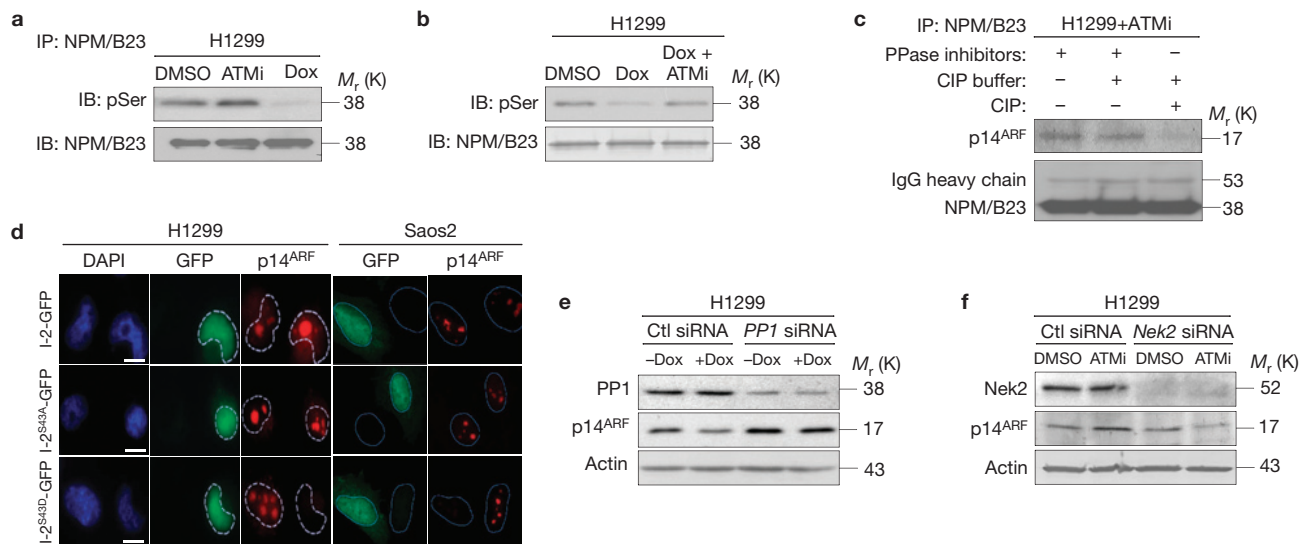 a
IP: NPM/B23
H1299
DMSO ATMi Dox
Mr (K)
IB: pSer
38
IB: NPM/B23
38
b
H1299
DMSO Dox Dox + ATMi
Mr (K)
IB: pSer
38
IB: NPM/B23
38
c
IP: NPM/B23
H1299+ATMi
PPase inhibitors: + + –
CIP buffer: – + +
CIP: – – +
Mr (K)
p14ARF
17
IgG heavy chain
53
NPM/B23
38
d
H1299 Saos2
DAPI GFP p14ARF GFP p14ARF
I-2-GFP
I-2S43A-GFP
I-2S43D-GFP
e
H1299
Ctl siRNA PP1 siRNA
–Dox +Dox –Dox +Dox
Mr (K)
PP1
38
p14ARF
17
Actin
43
f
H1299
Ctl siRNA Nek2 siRNA
DMSO ATMi DMSO ATMi
Mr (K)
Nek2
52
p14ARF
17
Actin
43